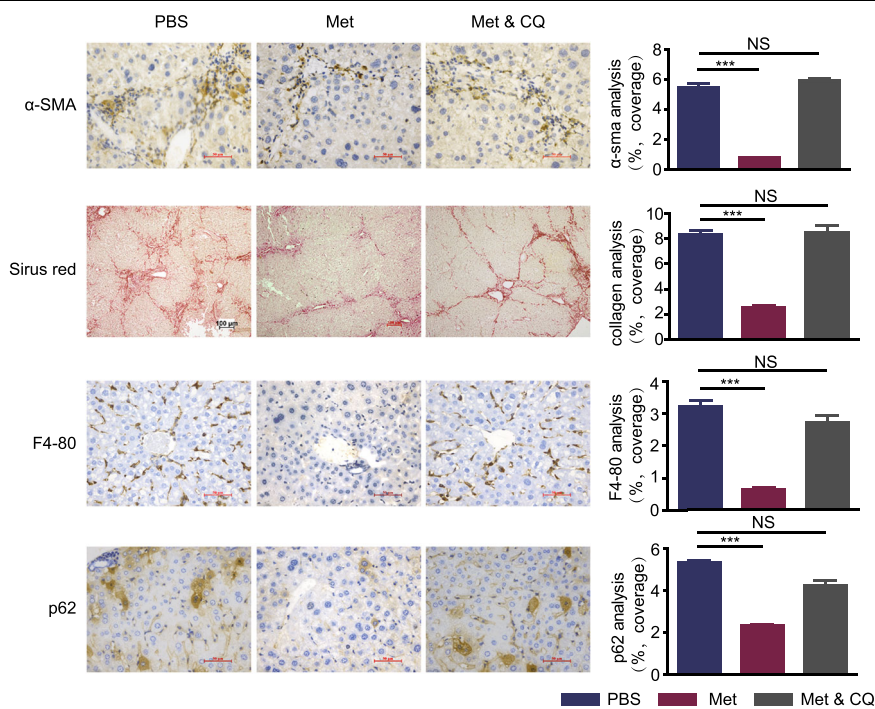 PBS Met Met & CQ
α-SMA
NS
***
8
6
4
2
0
α-sma analysis
(%, coverage)
Sirus red
100 µm
NS
***
10
8
6
4
2
0
collagen analysis
(%, coverage)
F4-80
NS
***
4
3
2
1
0
F4-80 analysis
(%, coverage)
p62
NS
***
6
4
2
0
p62 analysis
(%, coverage)
PBS Met Met & CQ